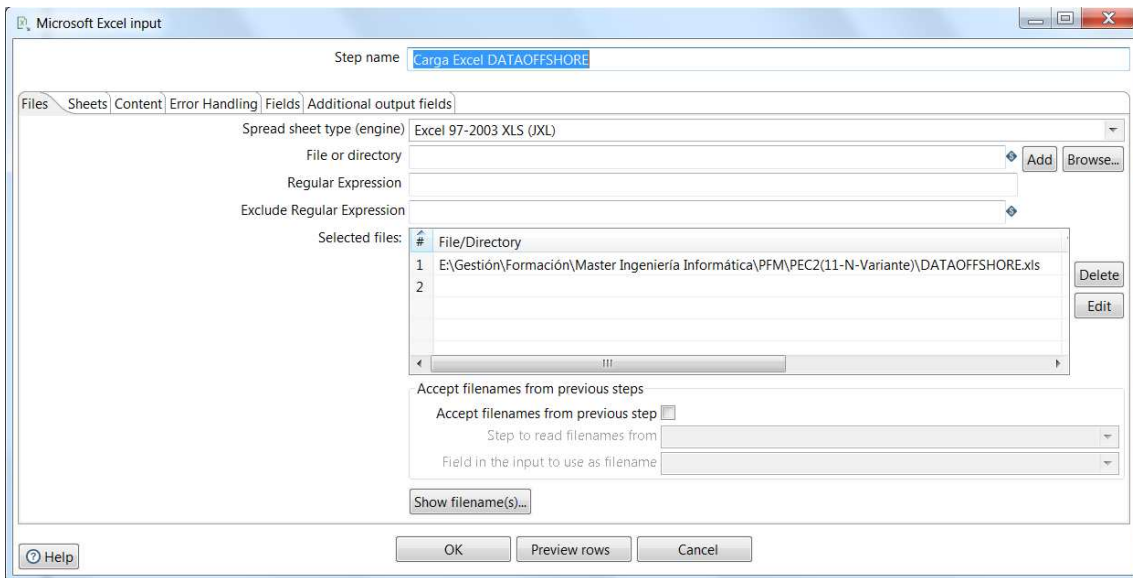 Microsoft Excel input
Step name Carga Excel DATAOFFSHORE
Files Sheets Content Error Handling Fields Additional output fields
Spread sheet type (engine) Excel 97-2003 XLS (JXL)
File or directory Add Browse...
Regular Expression
Exclude Regular Expression
Selected files: # File/Directory
1 E:\Gestión\Formación\Master Ingeniería Informática\PFM\PEC2(11-N-Variante)\DATAOFFSHORE.xls
2
Delete
Edit
Accept filenames from previous steps
Accept filenames from previous step
Step to read filenames from
Field in the input to use as filename
Show filename(s)...
Help OK Preview rows Cancel